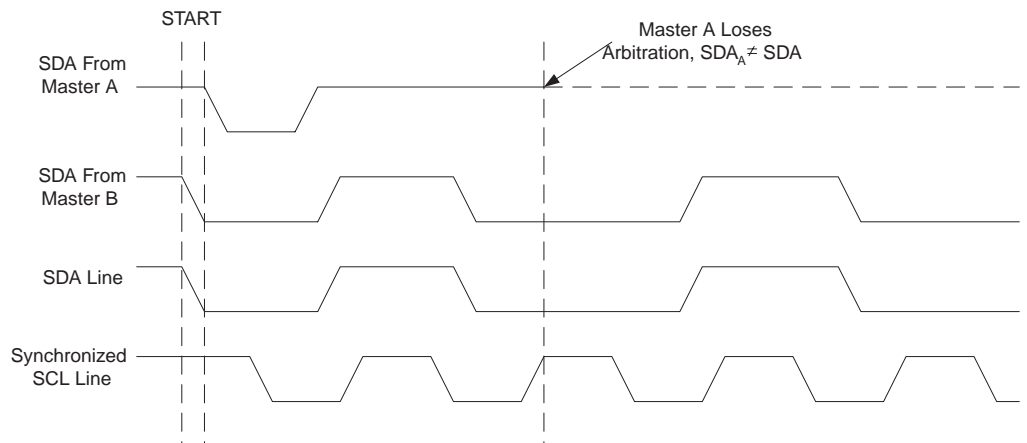 START
Master A Loses
Arbitration, SDA_A ≠ SDA
SDA From
Master A
SDA From
Master B
SDA Line
Synchronized
SCL Line